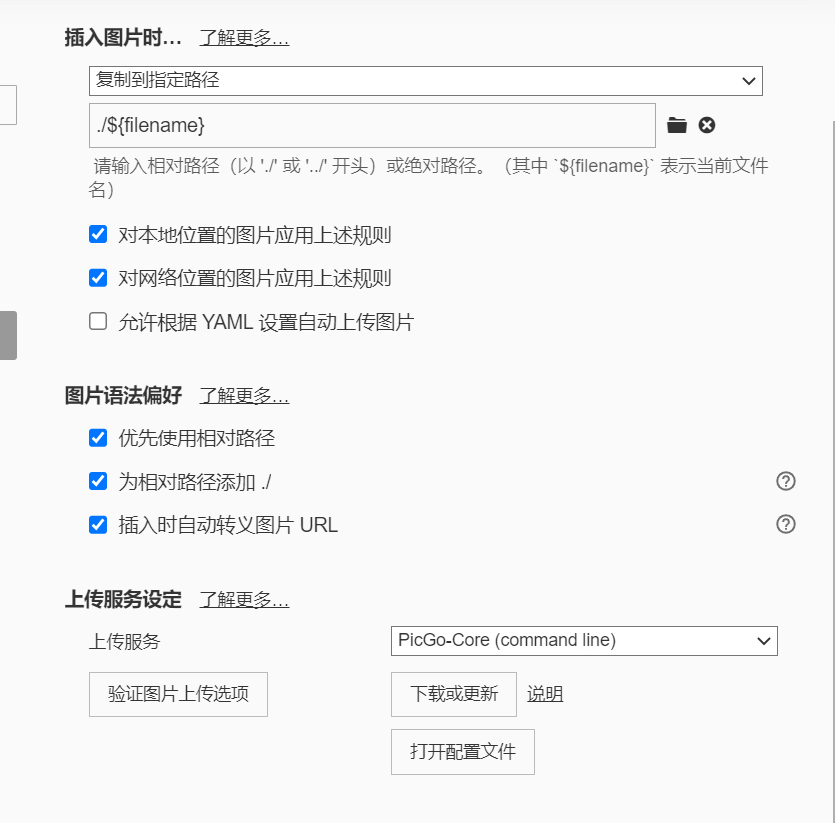 插入图片时… 了解更多…
复制到指定路径
./${filename}
请输入相对路径（以 './' 或 '../' 开头）或绝对路径。（其中 `${filename}` 表示当前文件
名）
对本地位置的图片应用上述规则
对网络位置的图片应用上述规则
允许根据 YAML 设置自动上传图片
图片语法偏好 了解更多…
优先使用相对路径
为相对路径添加 ./
插入时自动转义图片 URL
上传服务设定 了解更多…
上传服务 PicGo-Core (command line)
验证图片上传选项 下载或更新 说明
打开配置文件